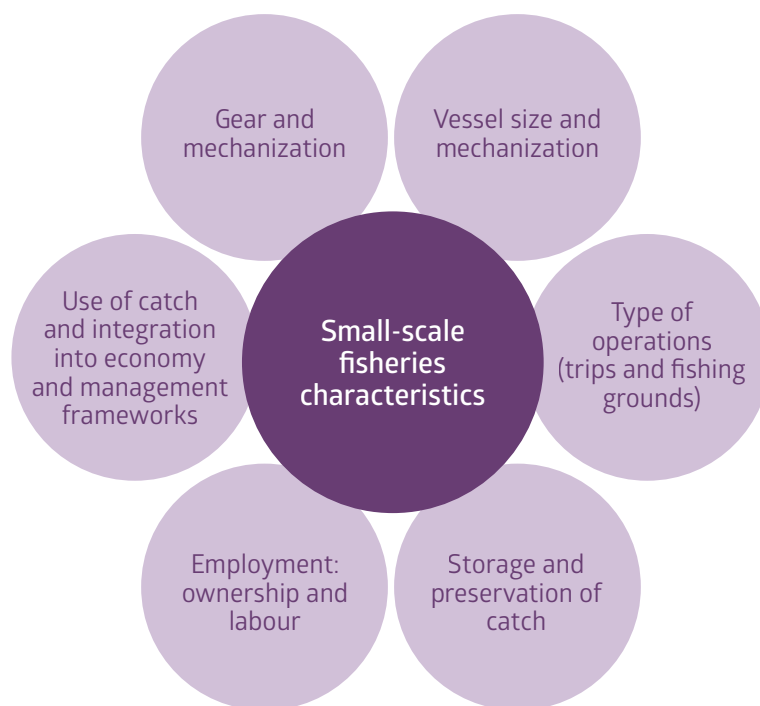 Gear and
mechanization
Vessel size and
mechanization
Use of catch
and integration
into economy
and management
frameworks
Small-scale
fisheries
characteristics
Type of
operations
(trips and fishing
grounds)
Employment:
ownership and
labour
Storage and
preservation of
catch